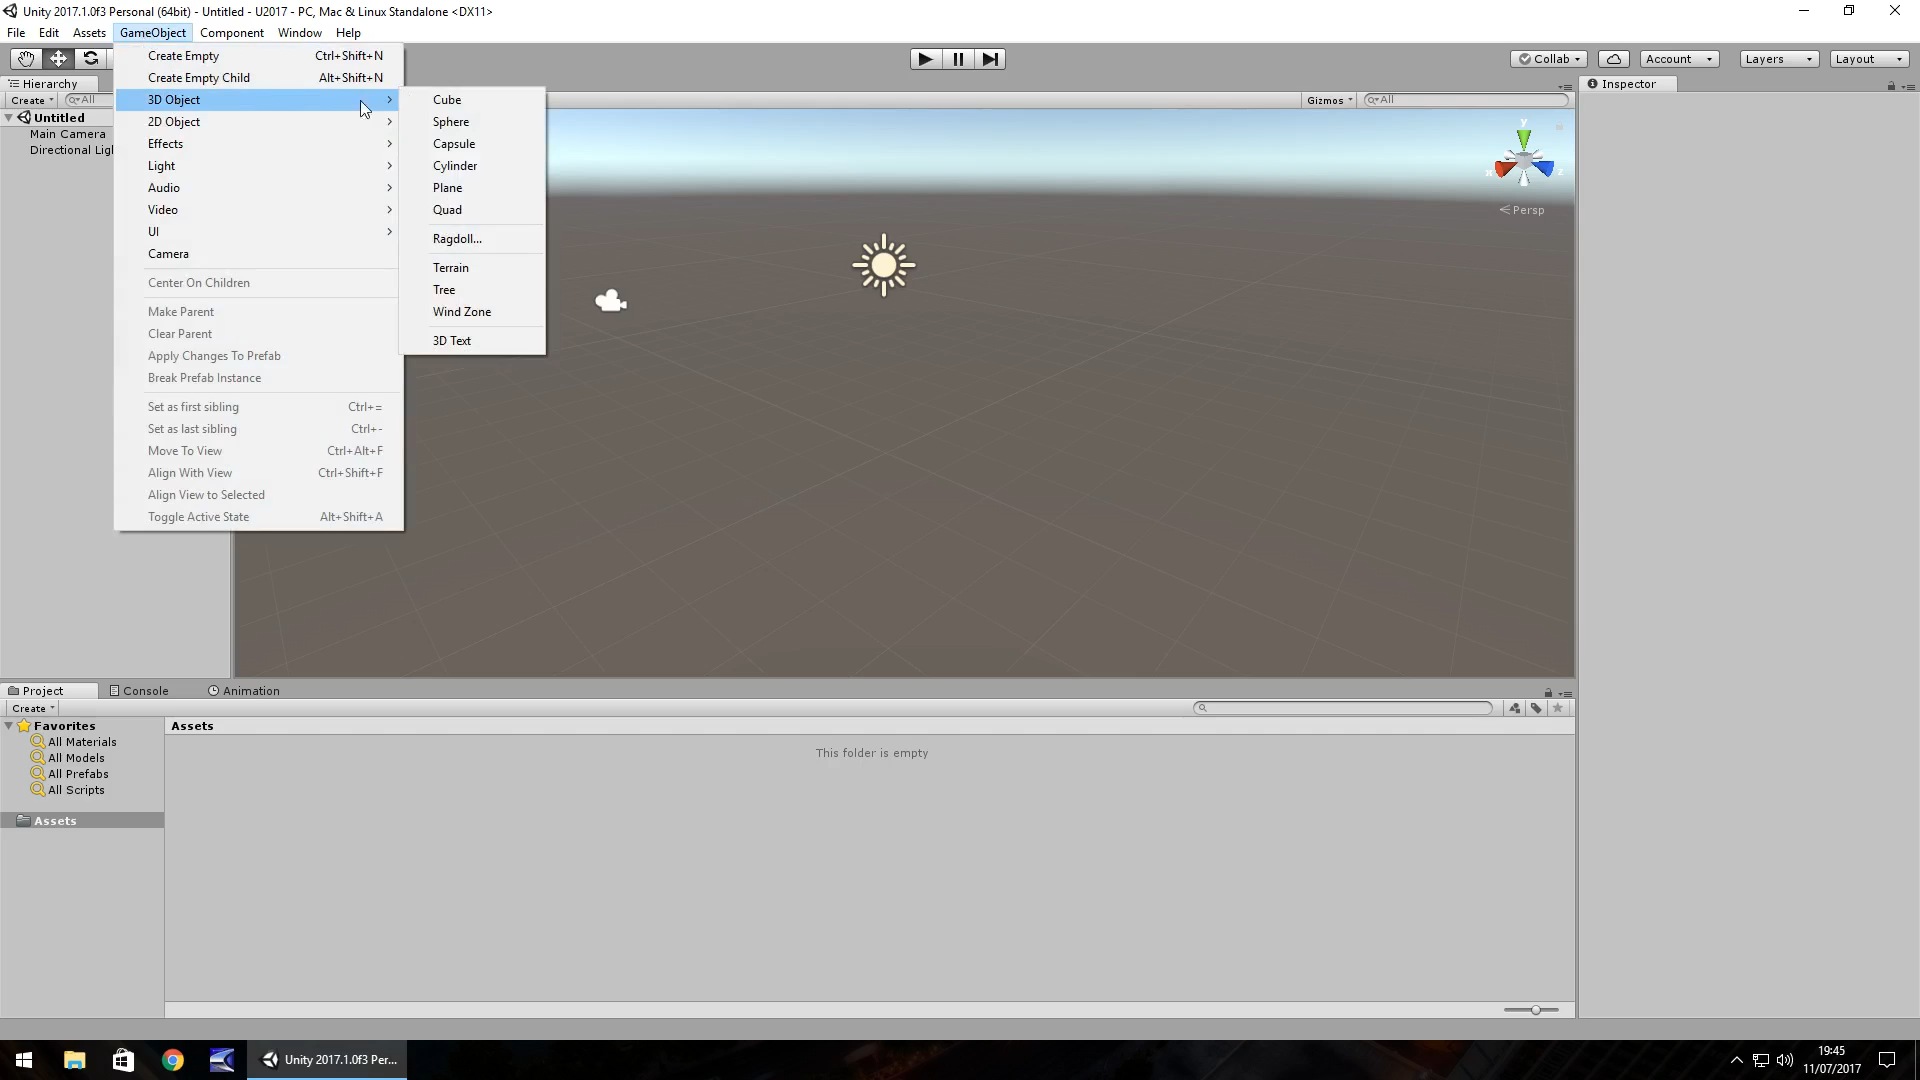 Unity 2017.1.0f3 Personal (64bit) - Untitled - U2017 - PC, Mac & Linux Standalone <DX11>
File Edit Assets GameObject Component Window Help
Collab Account Layers Layout
Hierarchy
Create All
Untitled
Main Camera
Directional Ligh
Create Empty Ctrl+Shift+N
Create Empty Child Alt+Shift+N
3D Object
2D Object
Effects
Light
Audio
Video
UI
Camera
Center On Children
Make Parent
Clear Parent
Apply Changes To Prefab
Break Prefab Instance
Set as first sibling Ctrl+=
Set as last sibling Ctrl+-
Move To View Ctrl+Alt+F
Align With View Ctrl+Shift+F
Align View to Selected
Toggle Active State Alt+Shift+A
Cube
Sphere
Capsule
Cylinder
Plane
Quad
Ragdoll...
Terrain
Tree
Wind Zone
3D Text
Gizmos All
y
x z
Persp
Inspector
Project Console Animation
Create
Favorites
All Materials
All Models
All Prefabs
All Scripts
Assets
Assets
This folder is empty
Unity 2017.1.0f3 Per...
19:45
11/07/2017